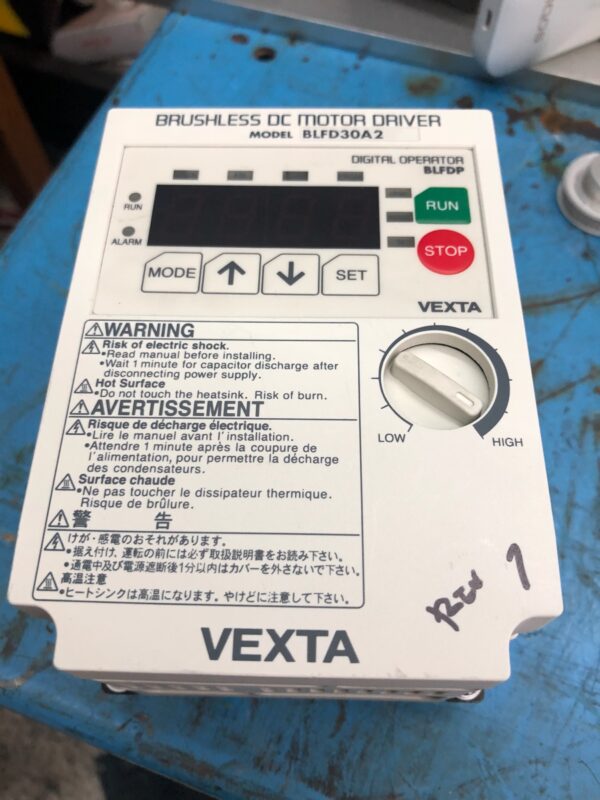 BRUSHLESS DC MOTOR DRIVER
MODEL BLFD30A2
DIGITAL OPERATOR
BLFDP
RUN
ALARM
RUN
STOP
MODE
↑
↓
SET
VEXTA
⚠WARNING
Risk of electric shock.
•Read manual before installing.
•Wait 1 minute for capacitor discharge after
disconnecting power supply.
Hot Surface
•Do not touch the heatsink. Risk of burn.
⚠AVERTISSEMENT
Risque de décharge électrique.
•Lire le manuel avant l'installation.
•Attendre 1 minute après la coupure de
l'alimentation, pour permettre la décharge
des condensateurs.
Surface chaude
•Ne pas toucher le dissipateur thermique.
Risque de brûlure.
⚠警 告
けが・感電のおそれがあります。
•据え付け、運転の前には必ず取扱説明書をお読み下さい。
•通電中及び電源遮断後1分以内はカバーを外さないで下さい。
高温注意
•ヒートシンクは高温になります。やけどに注意して下さい。
LOW
HIGH
VEXTA